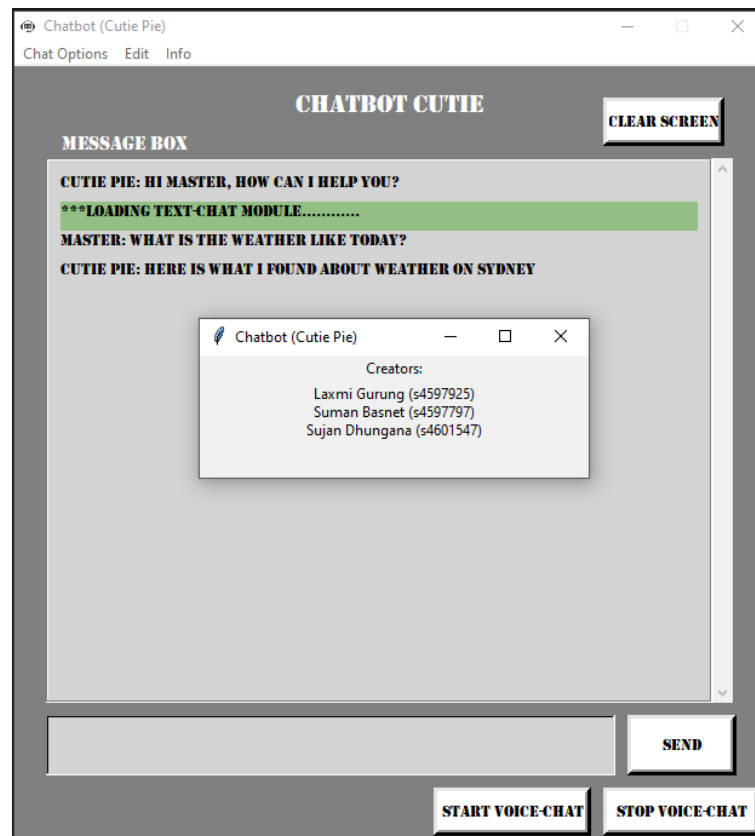 Chatbot (Cutie Pie)
Chat Options Edit Info
CHATBOT CUTIE
CLEAR SCREEN
MESSAGE BOX
CUTIE PIE: HI MASTER, HOW CAN I HELP YOU?
***LOADING TEXT-CHAT MODULE............
MASTER: WHAT IS THE WEATHER LIKE TODAY?
CUTIE PIE: HERE IS WHAT I FOUND ABOUT WEATHER ON SYDNEY
Chatbot (Cutie Pie)
Creators:
Laxmi Gurung (s4597925)
Suman Basnet (s4597797)
Sujan Dhungana (s4601547)
SEND
START VOICE-CHAT
STOP VOICE-CHAT